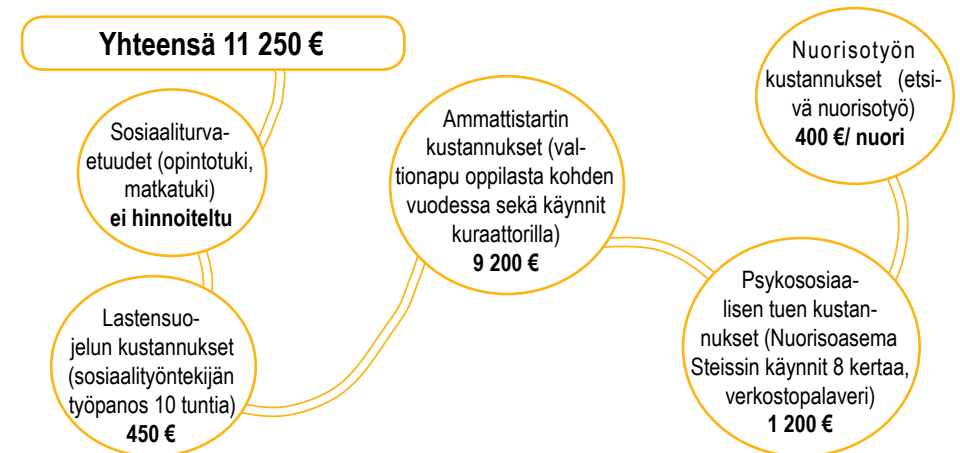 Yhteensä 11 250 €
Sosiaaliturva-
etuudet (opintotuki,
matkatuki)
ei hinnoiteltu
Lastensuo-
jelun kustannukset
(sosiaalityöntekijän
työpanos 10 tuntia)
450 €
Ammattistartin
kustannukset (val-
tionapu oppilasta kohden
vuodessa sekä käynnit
kuraattorilla)
9 200 €
Psykososiaa-
lisen tuen kustan-
nukset (Nuorisoasema
Steissin käynnit 8 kertaa,
verkostopalaveri)
1 200 €
Nuorisotyön
kustannukset (etsi-
vä nuorisotyö)
400 €/ nuori